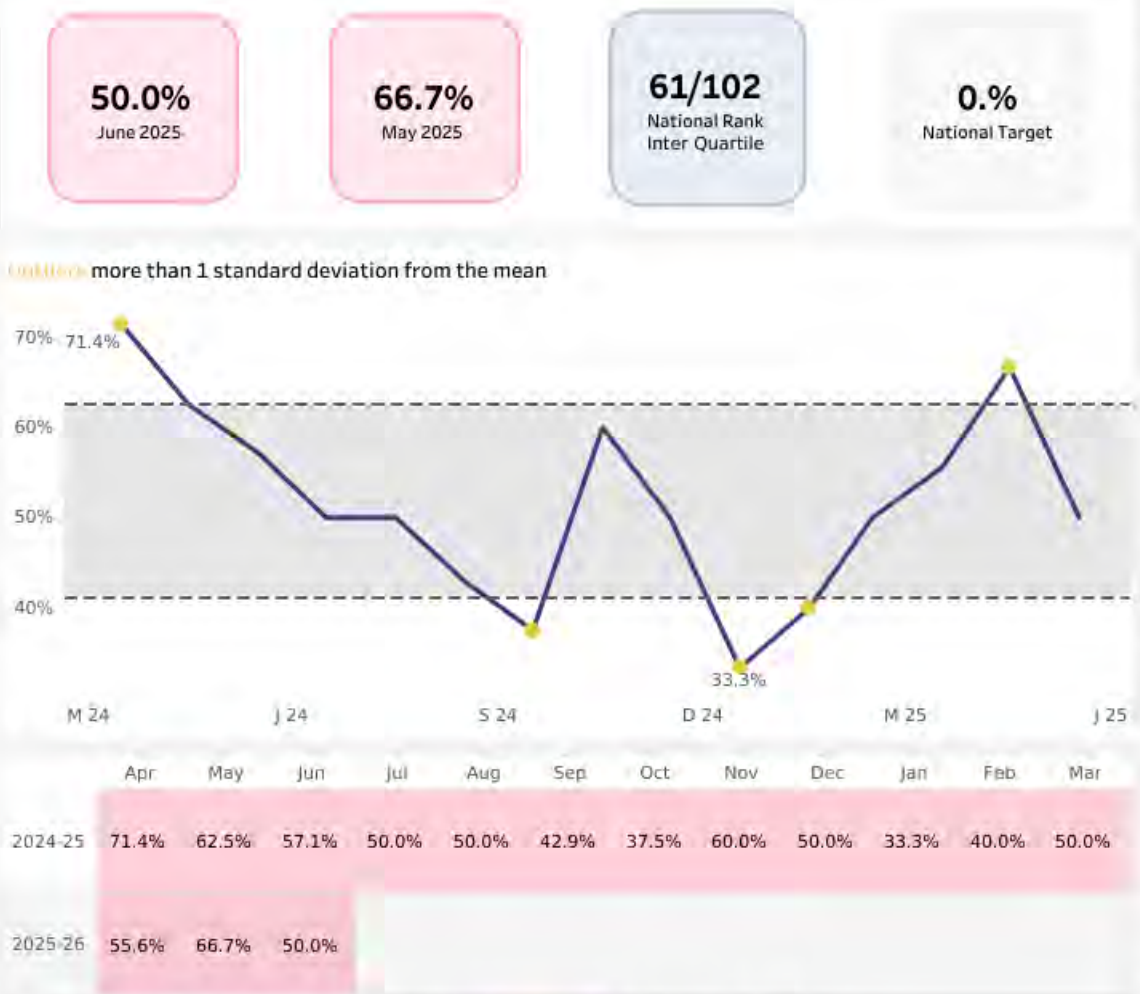 50.0%
June 2025
66.7%
May 2025
61/102
National Rank
Inter Quartile
0.%
National Target
more than 1 standard deviation from the mean
70%
71.4%
60%
50%
40%
33.3%
M 24 J 24 S 24 D 24 M 25 J 25
Apr May Jun Jul Aug Sep Oct Nov Dec Jan Feb Mar
2024-25 71.4% 62.5% 57.1% 50.0% 50.0% 42.9% 37.5% 60.0% 50.0% 33.3% 40.0% 50.0%
2025-26 55.6% 66.7% 50.0%